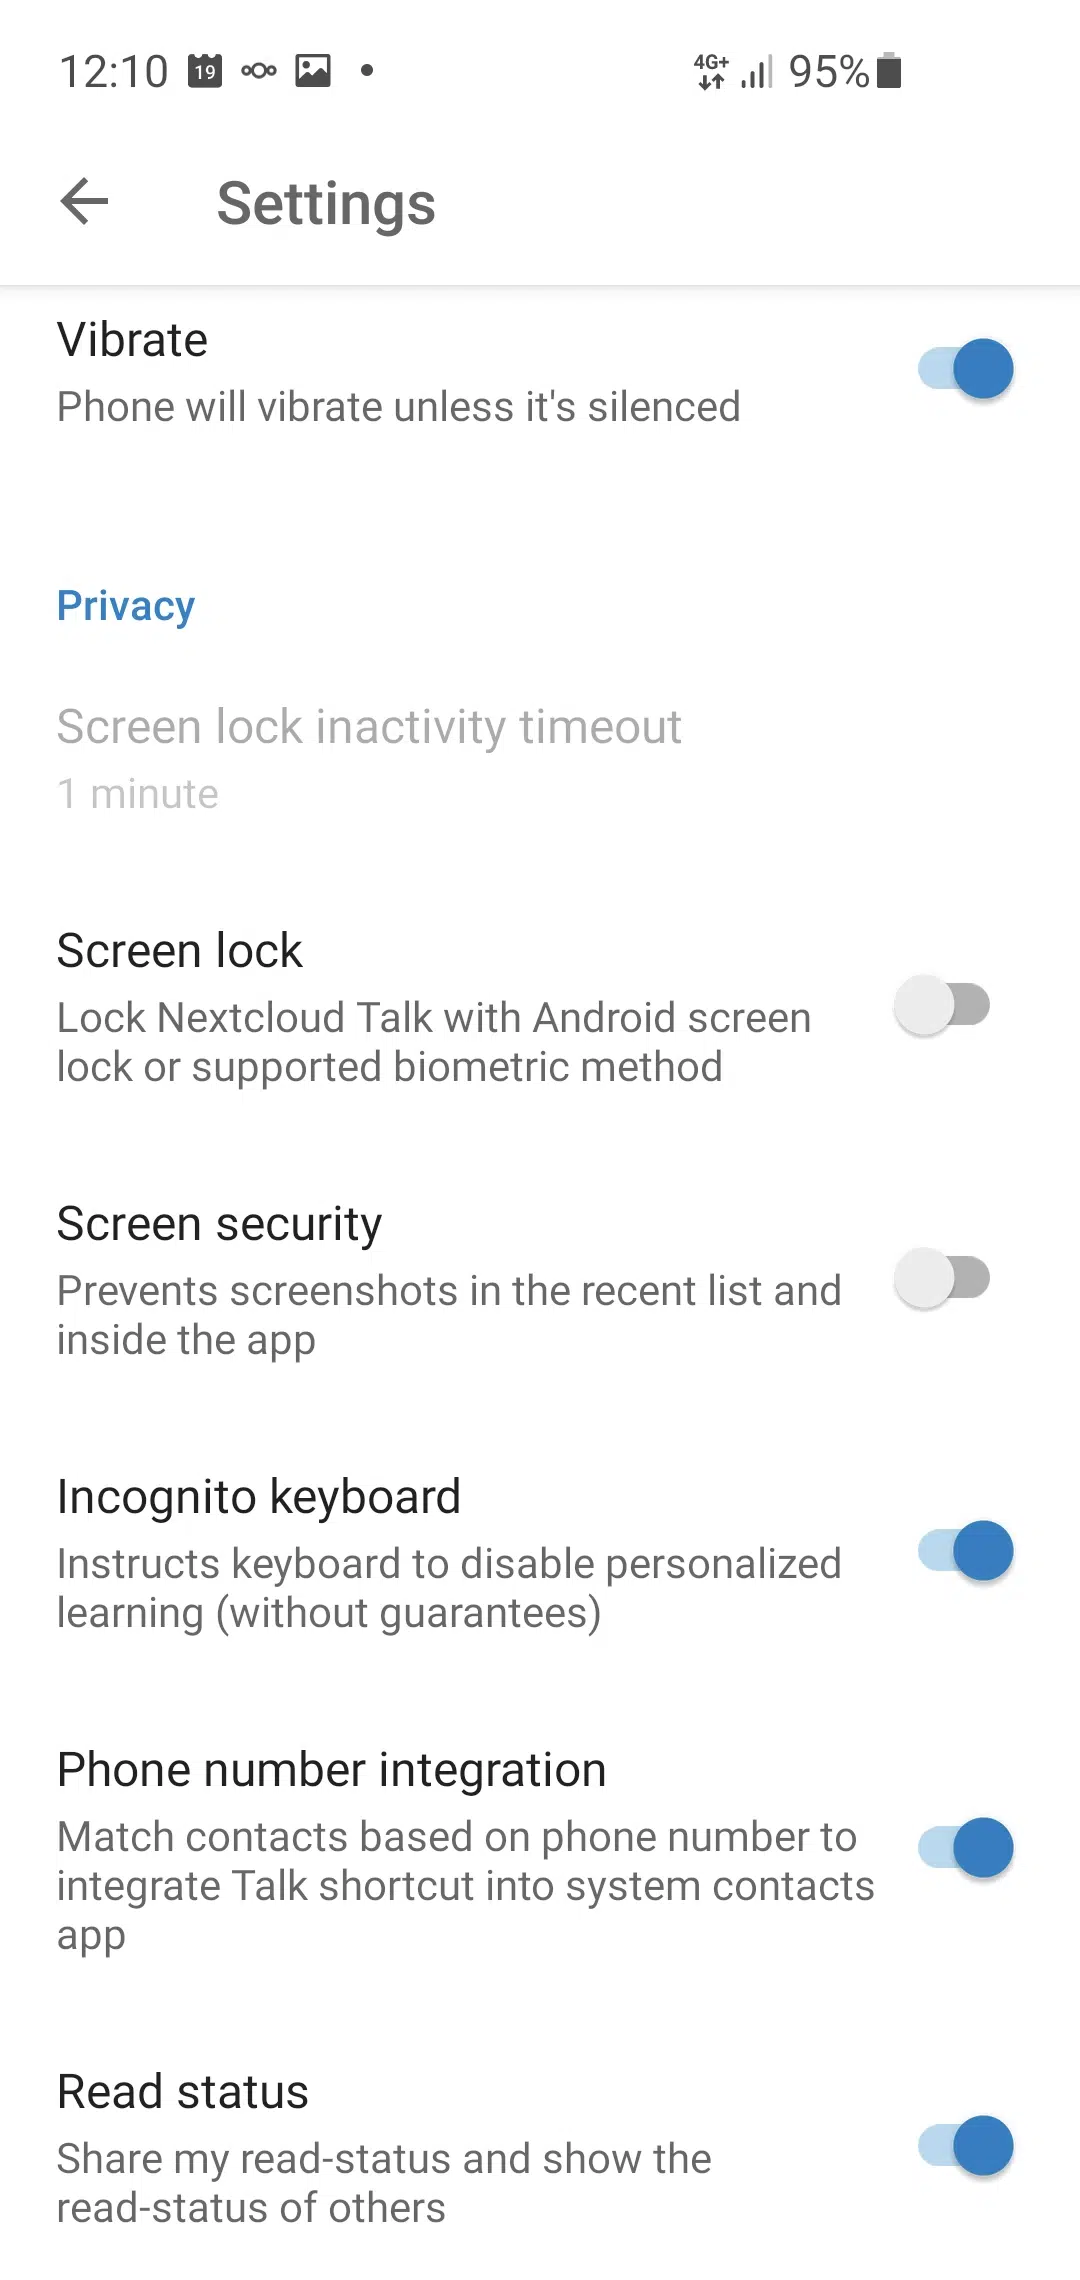 12:10 19 4G+ 95%
Settings
Vibrate
Phone will vibrate unless it's silenced
Privacy
Screen lock inactivity timeout
1 minute
Screen lock
Lock Nextcloud Talk with Android screen
lock or supported biometric method
Screen security
Prevents screenshots in the recent list and
inside the app
Incognito keyboard
Instructs keyboard to disable personalized
learning (without guarantees)
Phone number integration
Match contacts based on phone number to
integrate Talk shortcut into system contacts
app
Read status
Share my read-status and show the
read-status of others